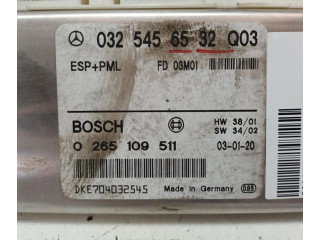 032 545 65 32 Q03
ESP+PML FD 03M01
BOSCH
HW 38/01
SW 34/02
0 265 109 511 03-01-20
DKE704032545 Made in Germany 085